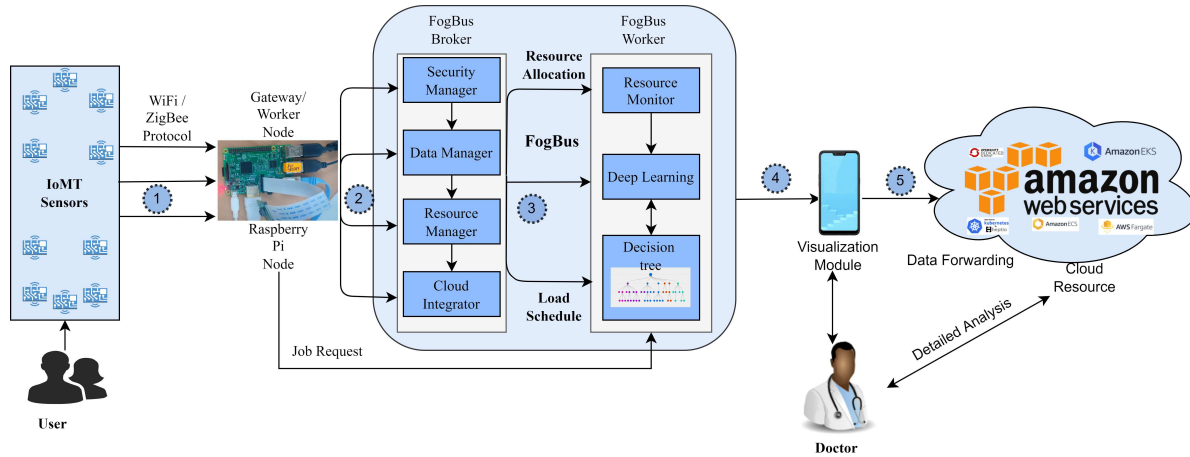 FogBus
Broker
FogBus
Worker
WiFi /
ZigBee
Protocol
Gateway/
Worker
Node
Security
Manager
Resource
Allocation
Resource
Monitor
FogBus
Data Manager
Deep Learning
IoMT
Sensors
1
2
3
4
5
Amazon EKS
amazon
web services
kubernetes
Heptio
Amazon ECS
AWS Fargate
Raspberry
Pi
Node
Resource
Manager
Decision
tree
Visualization
Module
Data Forwarding
Cloud
Resource
Cloud
Integrator
Load
Schedule
Job Request
Detailed Analysis
User
Doctor